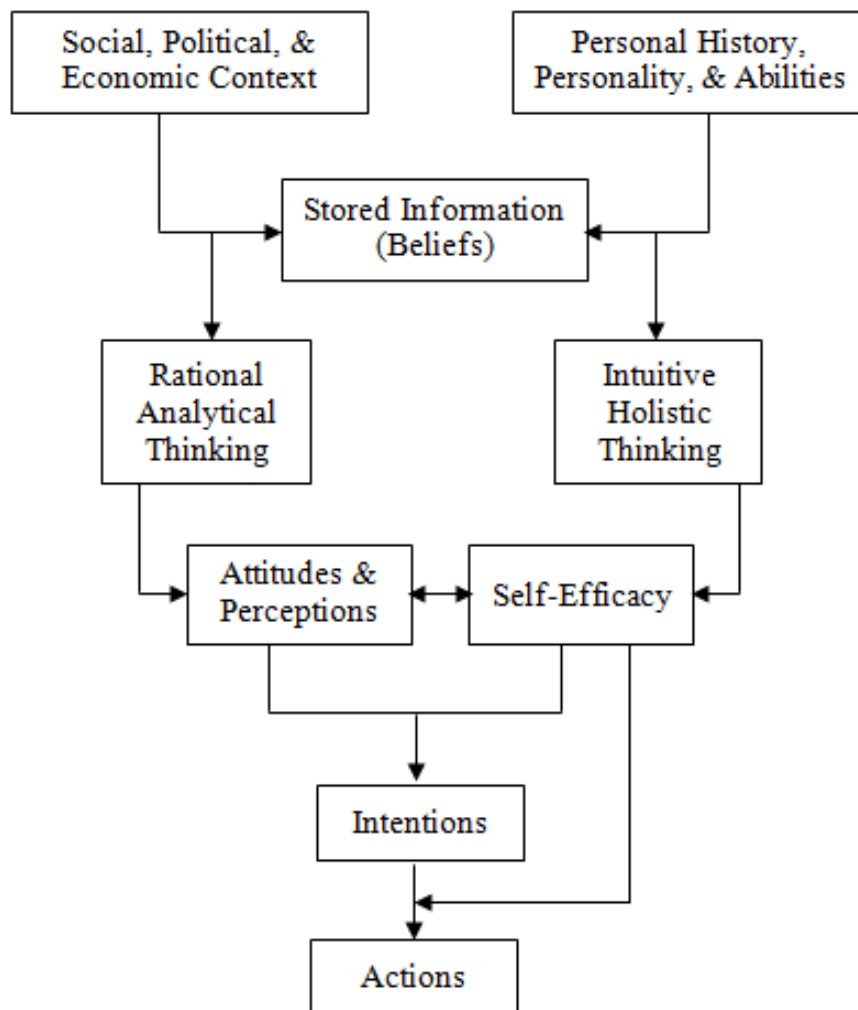 Social, Political, &
Economic Context
Personal History,
Personality, & Abilities
Stored Information
(Beliefs)
Rational
Analytical
Thinking
Intuitive
Holistic
Thinking
Attitudes &
Perceptions
Self-Efficacy
Intentions
Actions